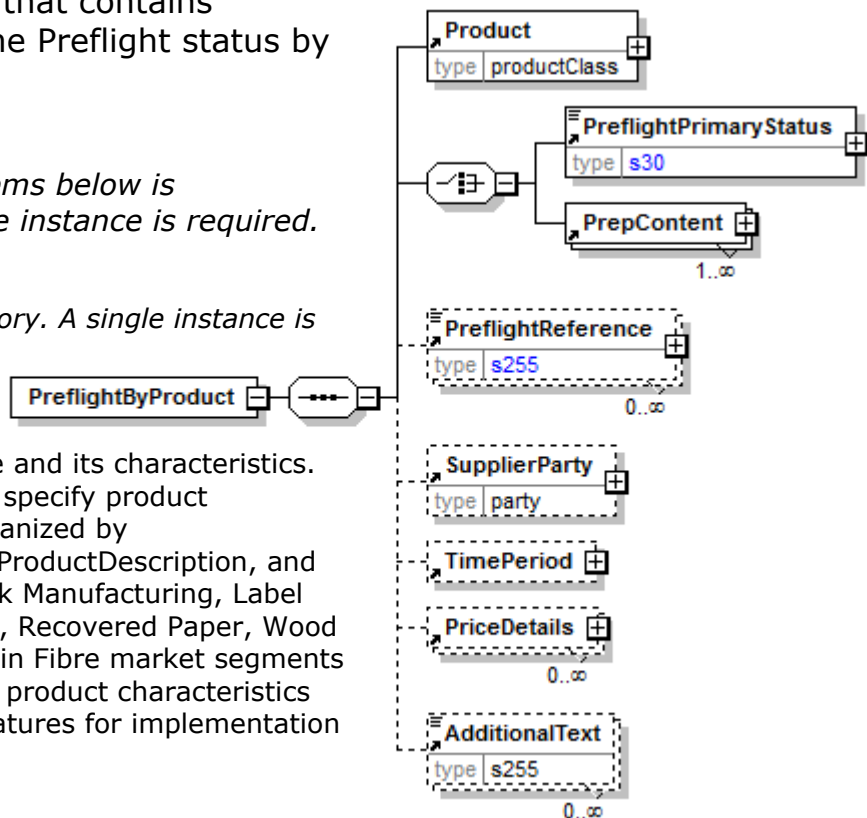 that contains
ne Preflight status by
ms below is
e instance is required.
ory. A single instance is
e and its characteristics.
specify product
anized by
ProductDescription, and
k Manufacturing, Label
, Recovered Paper, Wood
in Fibre market segments
product characteristics
atures for implementation
PreflightByProduct
Product
type productClass
PreflightPrimaryStatus
type s30
PrepContent
1..∞
PreflightReference
type s255
0..∞
SupplierParty
type party
TimePeriod
PriceDetails
0..∞
AdditionalText
type s255
0..∞